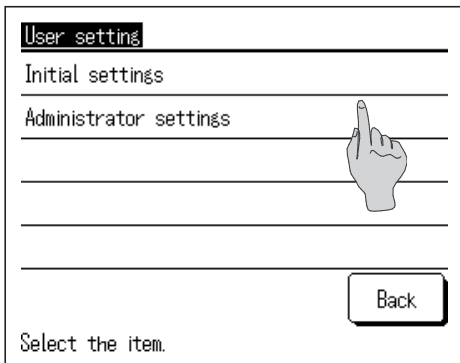 User setting
Initial settings
Administrator settings
Back
Select the item.